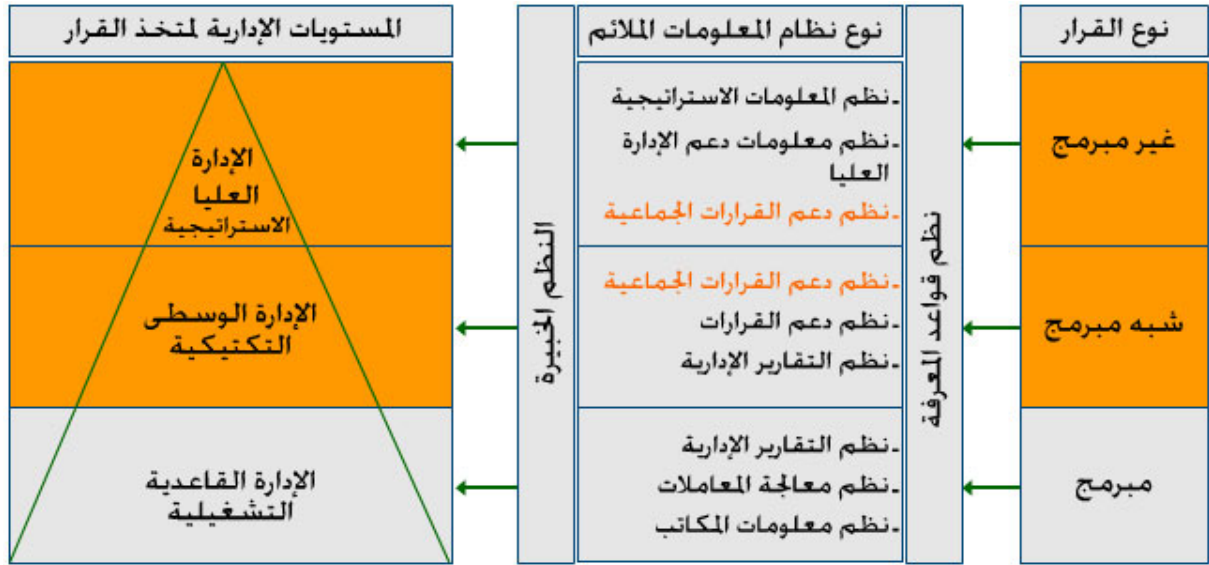 نوع القرار
نوع نظام المعلومات الملائم
المستويات الإدارية لمتخذ القرار
غير مبرمج
شبه مبرمج
مبرمج
نظم قواعد المعرفة
-نظم المعلومات الاستراتيجية
-نظم معلومات دعم الإدارة
العليا
-نظم دعم القرارات الجماعية
-نظم دعم القرارات الجماعية
-نظم دعم القرارات
-نظم التقارير الإدارية
-نظم التقارير الإدارية
-نظم معالجة المعاملات
-نظم معلومات المكاتب
النظم الخبيرة
الإدارة
العليا
الاستراتيجية
الإدارة الوسطى
التكتيكية
الإدارة القاعدية
التشغيلية